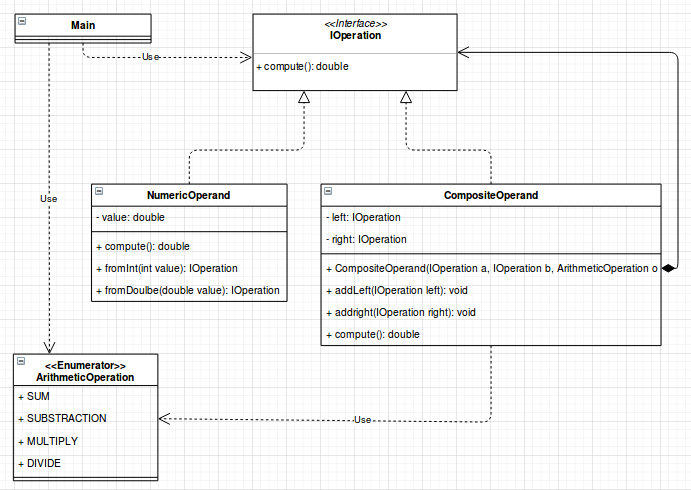 Main
<<Interface>>
IOperation
+ compute(): double
Use
Use
NumericOperand
- value: double
+ compute(): double
+ fromInt(int value): IOperation
+ fromDoulbe(double value): IOperation
CompositeOperand
- left: IOperation
- right: IOperation
+ CompositeOperand(IOperation a, IOperation b, ArithmeticOperation o
+ addLeft(IOperation left): void
+ addright(IOperation right): void
+ compute(): double
<<Enumerator>>
ArithmeticOperation
+ SUM
+ SUBSTRACTION
+ MULTIPLY
+ DIVIDE
Use